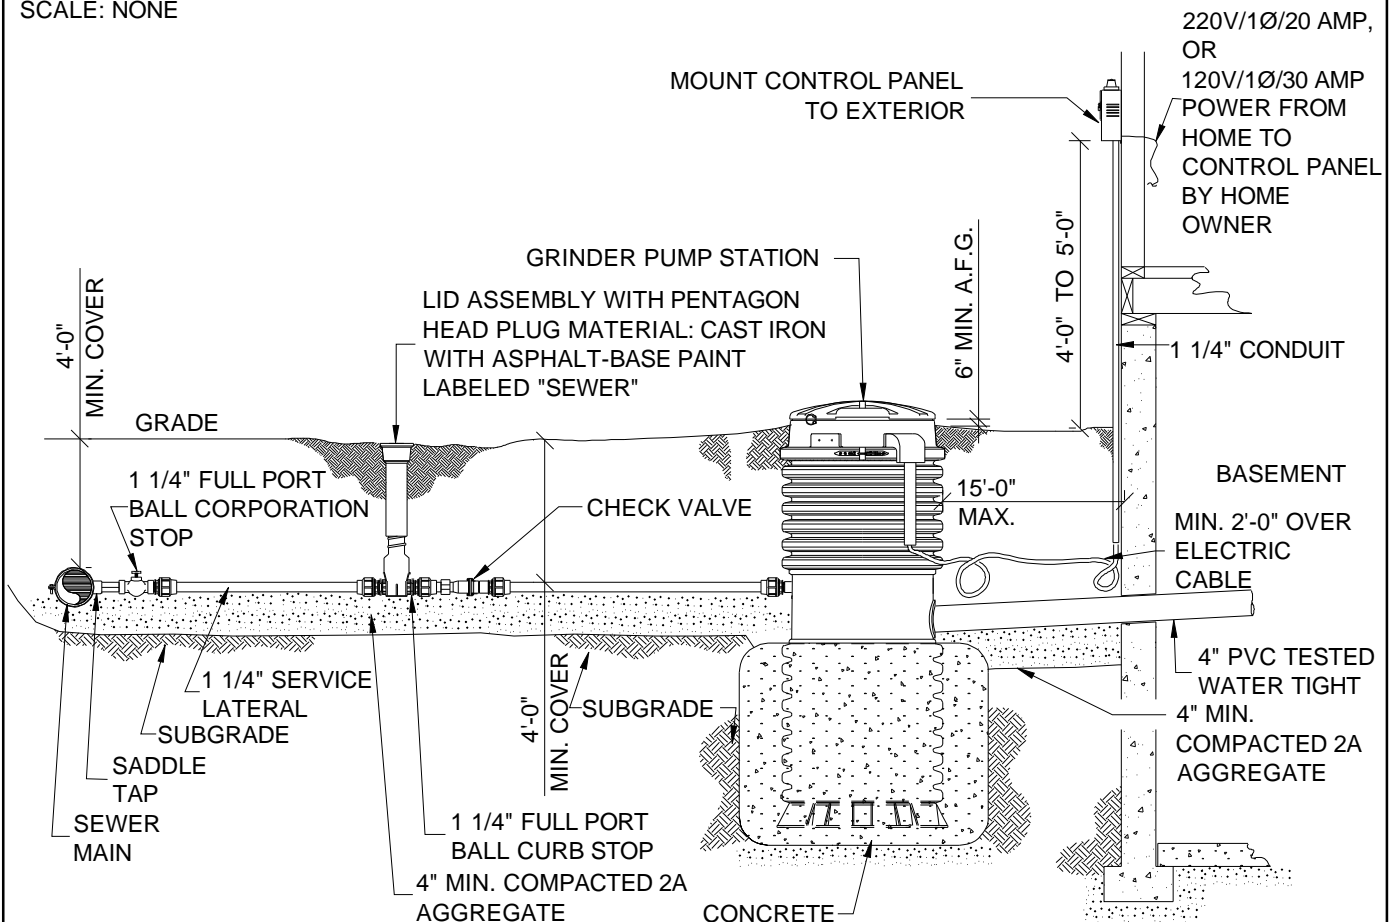 SCALE: NONE
220V/1Ø/20 AMP,
OR
120V/1Ø/30 AMP
POWER FROM
HOME TO
CONTROL PANEL
BY HOME
OWNER
MOUNT CONTROL PANEL
TO EXTERIOR
GRINDER PUMP STATION
6" MIN. A.F.G.
4'-0" TO 5'-0"
4'-0"
MIN. COVER
LID ASSEMBLY WITH PENTAGON
HEAD PLUG MATERIAL: CAST IRON
WITH ASPHALT-BASE PAINT
LABELED "SEWER"
1 1/4" CONDUIT
GRADE
1 1/4" FULL PORT
BALL CORPORATION
STOP
CHECK VALVE
15'-0"
MAX.
BASEMENT
MIN. 2'-0" OVER
ELECTRIC
CABLE
1 1/4" SERVICE
LATERAL
SUBGRADE
SADDLE
TAP
SEWER
MAIN
4'-0"
MIN. COVER
SUBGRADE
4" PVC TESTED
WATER TIGHT
4" MIN.
COMPACTED 2A
AGGREGATE
1 1/4" FULL PORT
BALL CURB STOP
4" MIN. COMPACTED 2A
AGGREGATE
CONCRETE